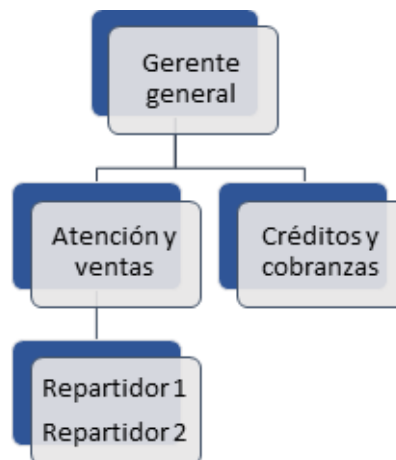 Gerente
general
Atención y
ventas
Créditos y
cobranzas
Repartidor 1
Repartidor 2